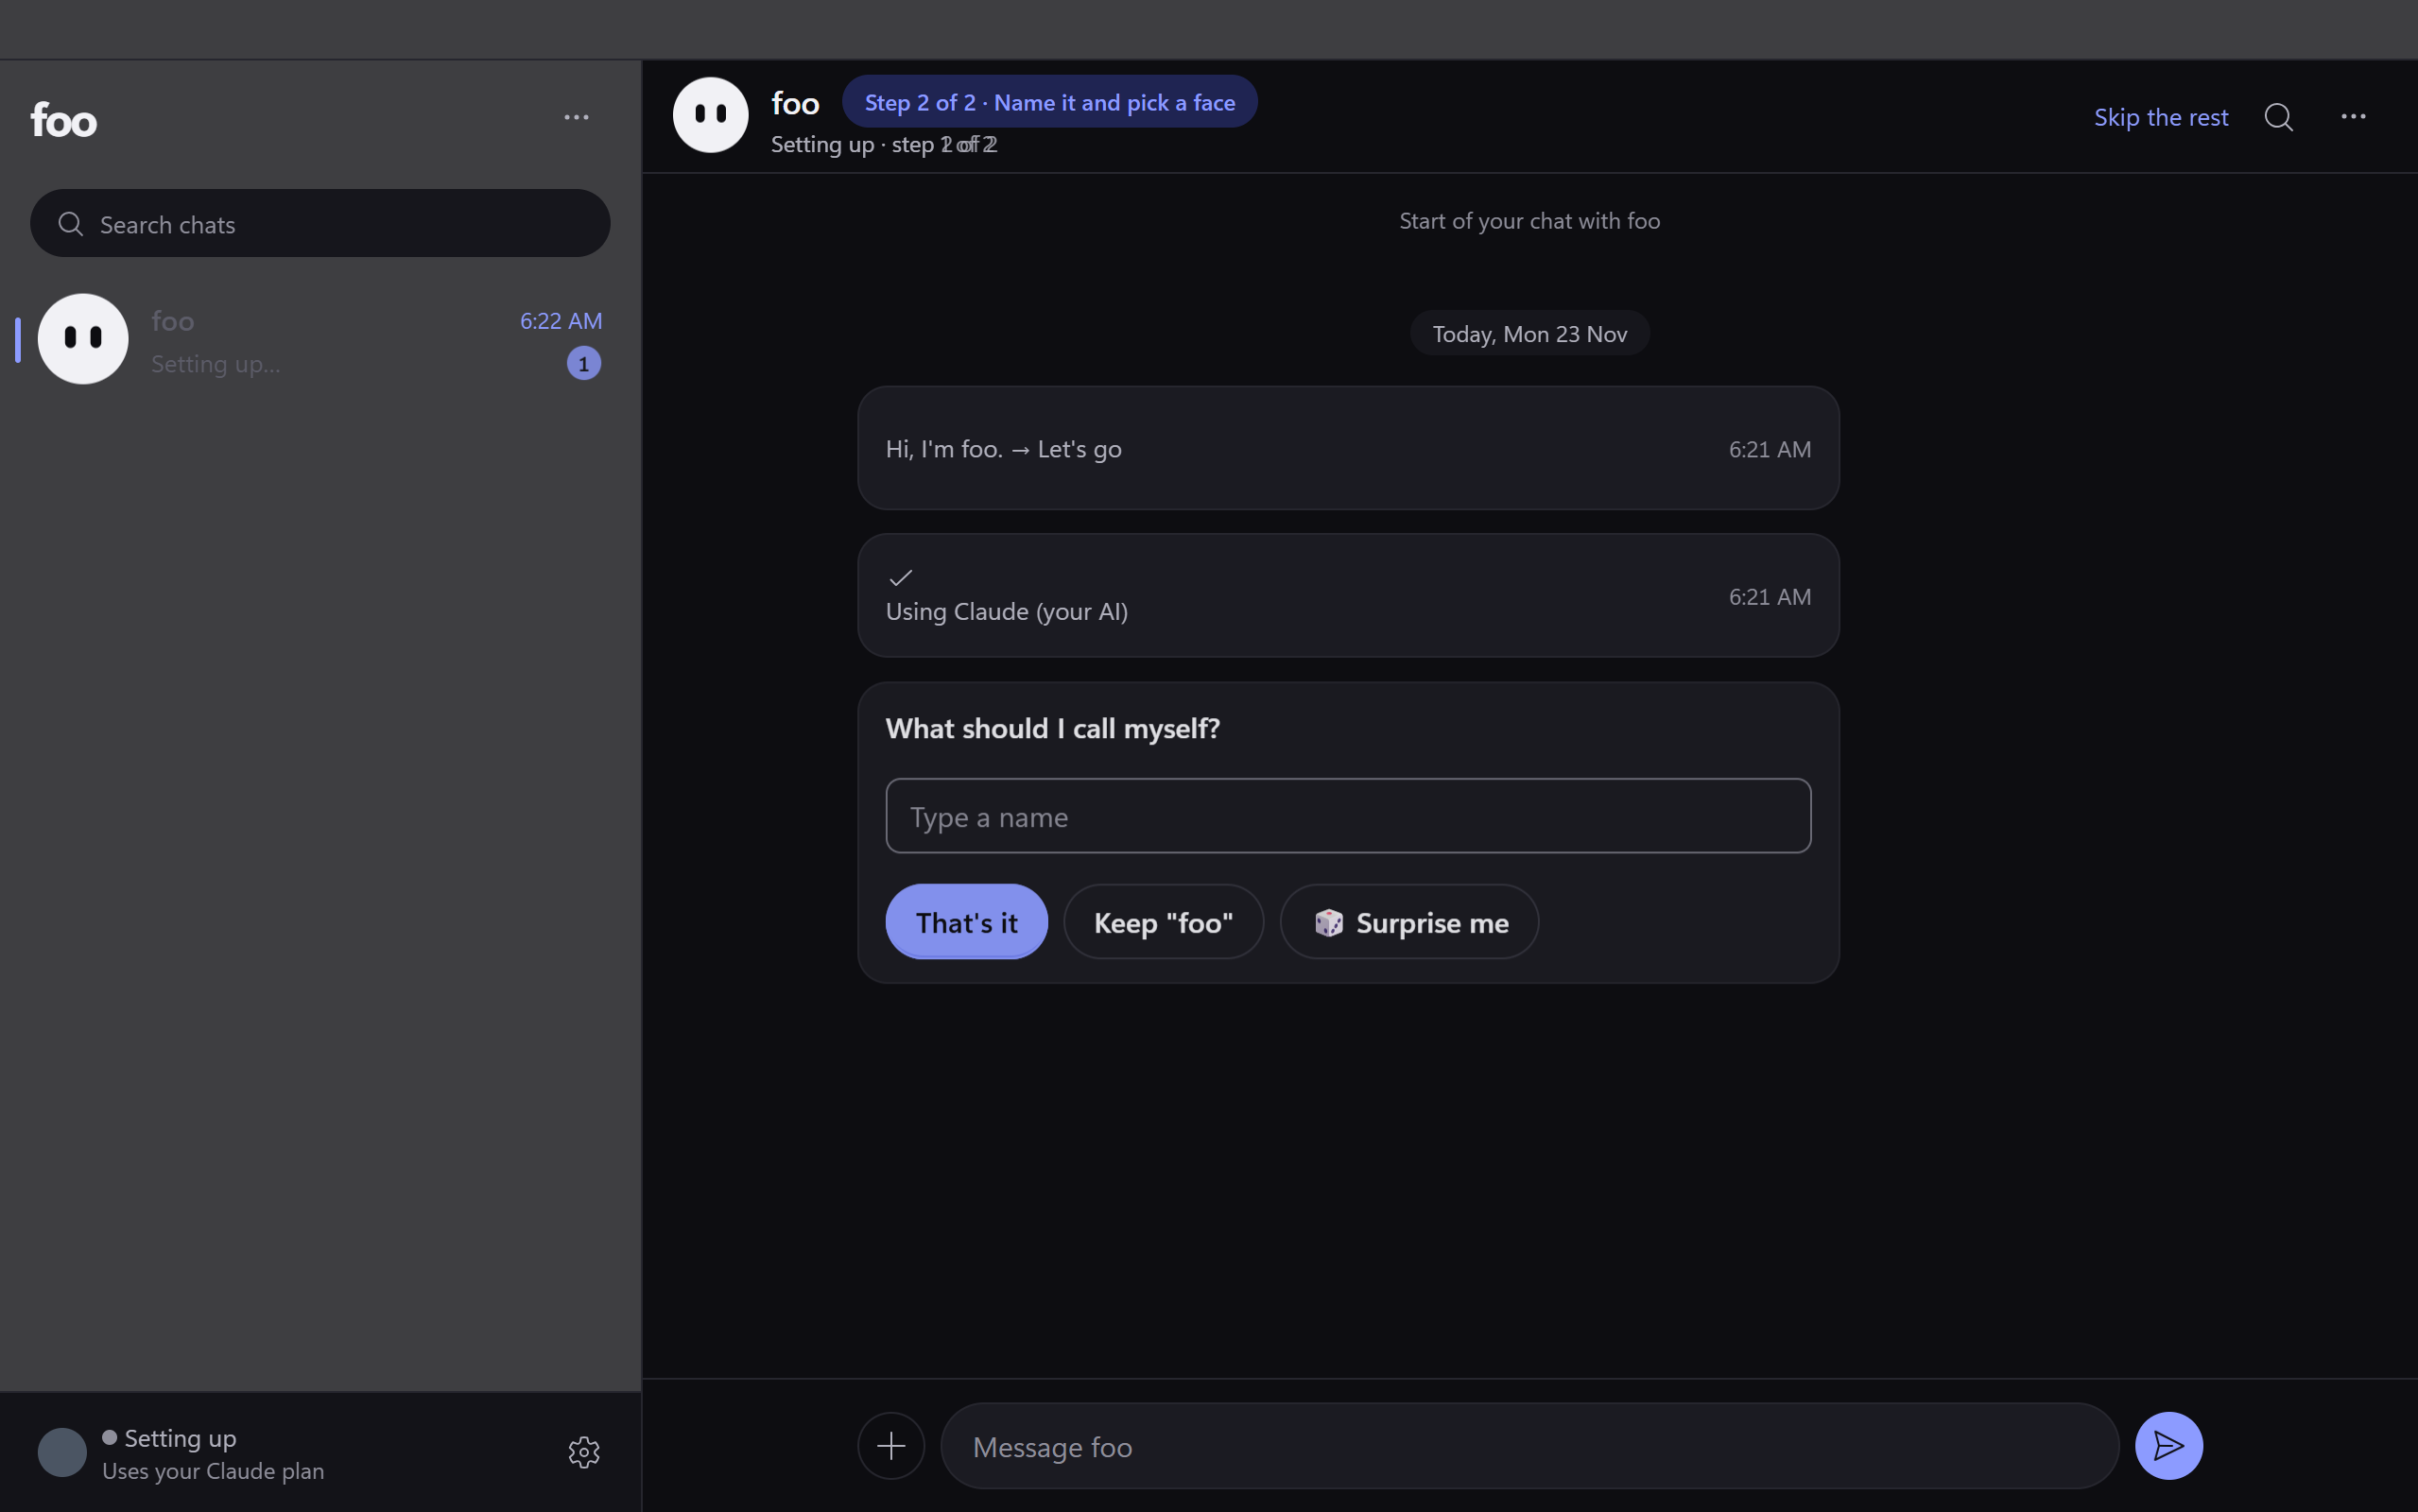 foo
Search chats
foo
6:22 AM
Setting up...
1
Setting up
Uses your Claude plan
foo
Step 2 of 2 · Name it and pick a face
Setting up · step
Skip the rest
Start of your chat with foo
Today, Mon 23 Nov
Hi, I'm foo. → Let's go
6:21 AM
Using Claude (your AI)
6:21 AM
What should I call myself?
Type a name
That's it
Keep "foo"
Surprise me
Message foo